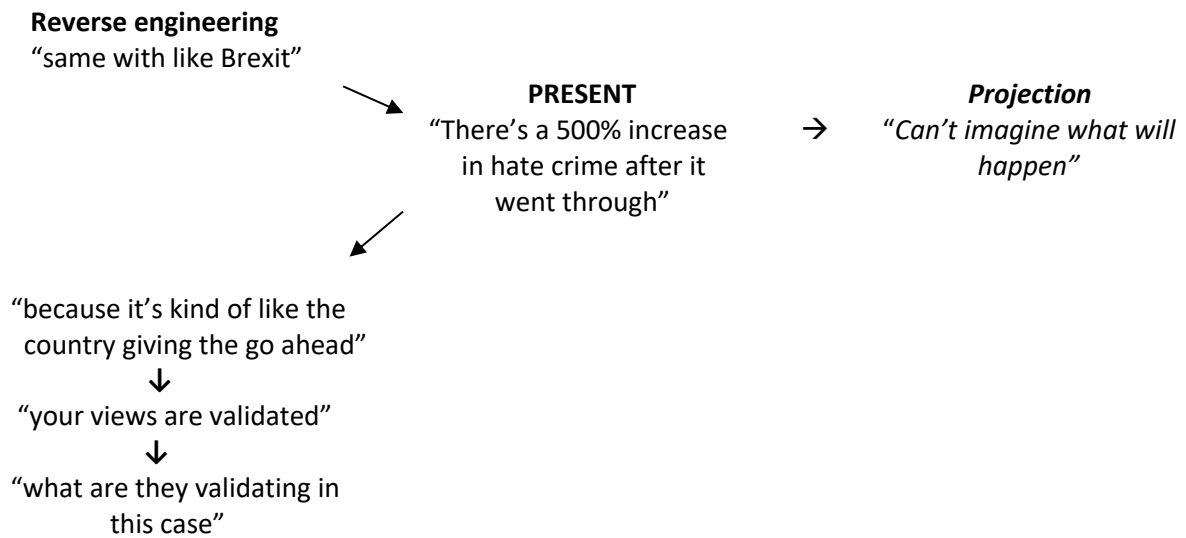 Reverse engineering
“same with like Brexit”
PRESENT
“There’s a 500% increase
in hate crime after it
went through”
→
Projection
“Can’t imagine what will
happen”
“because it’s kind of like the
country giving the go ahead”
↓
“your views are validated”
↓
“what are they validating in
this case”